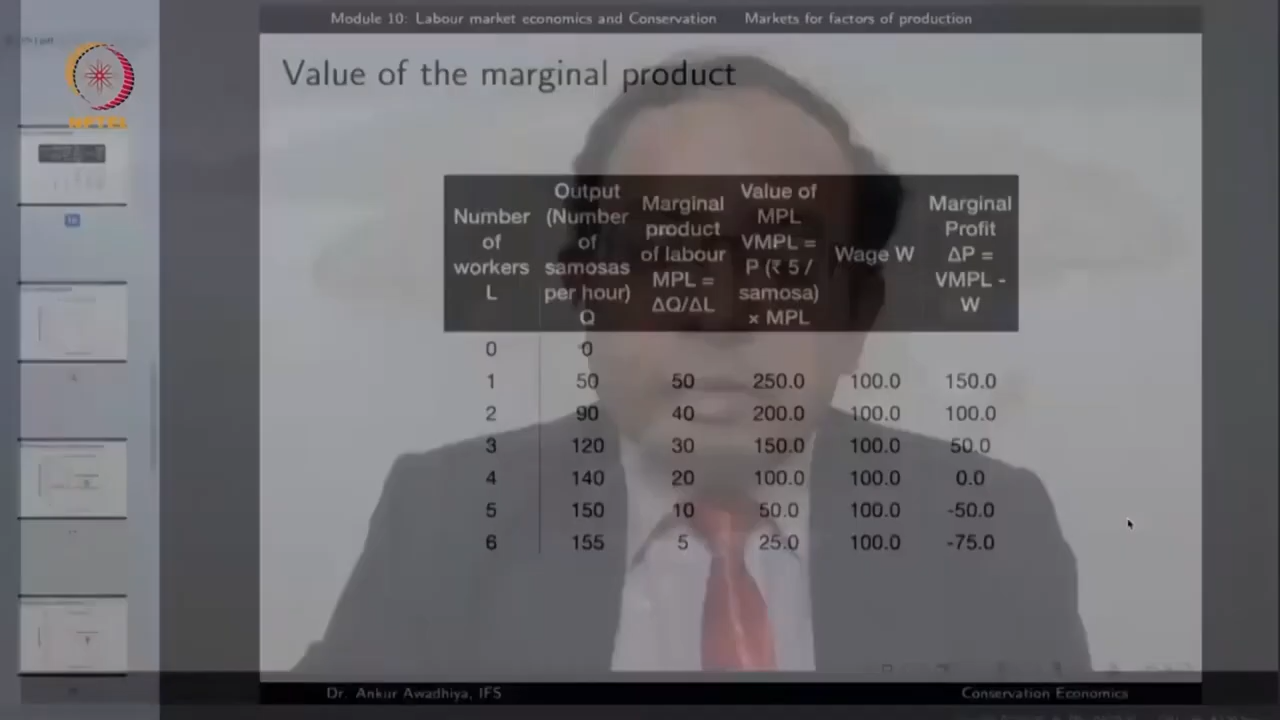 Module 10: Labour market economics and Conservation Markets for factors of production
Value of the marginal product
NPTEL
Number of workers L Output (Number of samosas per hour) Q Marginal product of labour MPL = ΔQ/ΔL Value of MPL VMPL = P (₹ 5 / samosa) × MPL Wage W Marginal Profit ΔP = VMPL - W
0 0
1 50 50 250.0 100.0 150.0
2 90 40 200.0 100.0 100.0
3 120 30 150.0 100.0 50.0
4 140 20 100.0 100.0 0.0
5 150 10 50.0 100.0 -50.0
6 155 5 25.0 100.0 -75.0
Dr. Ankur Awadhiya, IFS Conservation Economics